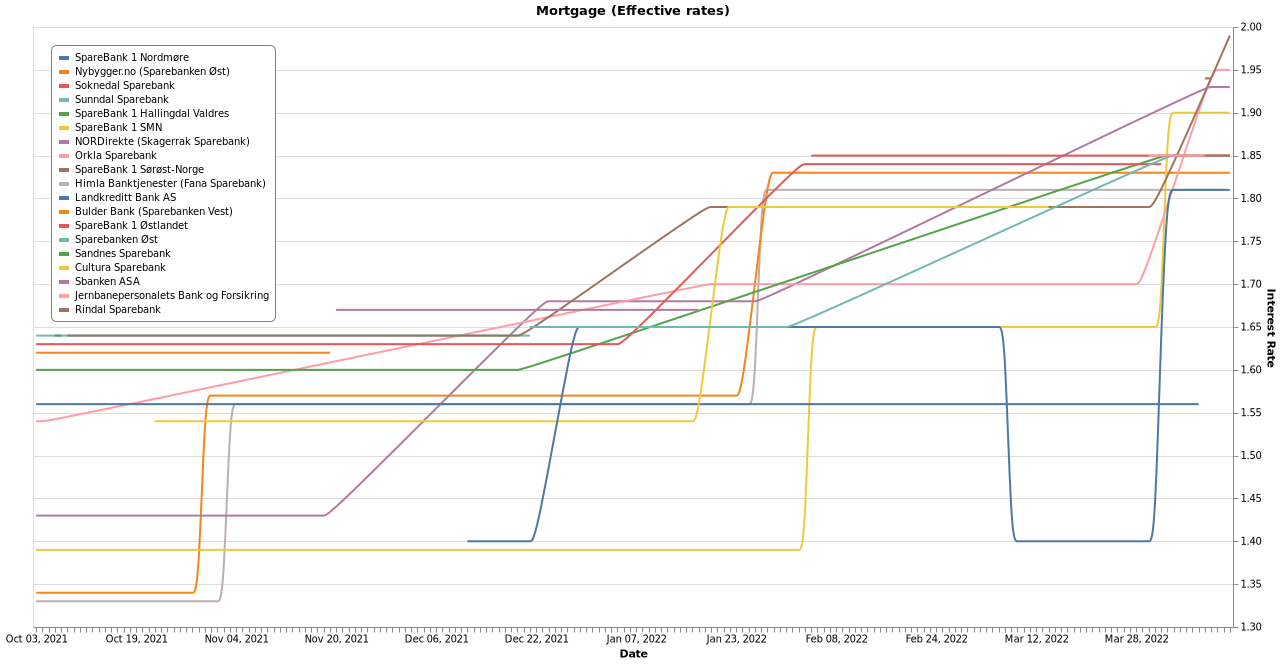 Mortgage (Effective rates)
SpareBank 1 Nordmøre
Nybygger.no (Sparebanken Øst)
Soknedal Sparebank
Sunndal Sparebank
SpareBank 1 Hallingdal Valdres
SpareBank 1 SMN
NORDirekte (Skagerrak Sparebank)
Orkla Sparebank
SpareBank 1 Sørøst-Norge
Himla Banktjenester (Fana Sparebank)
Landkreditt Bank AS
Bulder Bank (Sparebanken Vest)
SpareBank 1 Østlandet
Sparebanken Øst
Sandnes Sparebank
Cultura Sparebank
Sbanken ASA
Jernbanepersonalets Bank og Forsikring
Rindal Sparebank
2.00
1.95
1.90
1.85
1.80
1.75
1.70
1.65
1.60
1.55
1.50
1.45
1.40
1.35
1.30
Interest Rate
Oct 03, 2021 Oct 19, 2021 Nov 04, 2021 Nov 20, 2021 Dec 06, 2021 Dec 22, 2021 Jan 07, 2022 Jan 23, 2022 Feb 08, 2022 Feb 24, 2022 Mar 12, 2022 Mar 28, 2022
Date